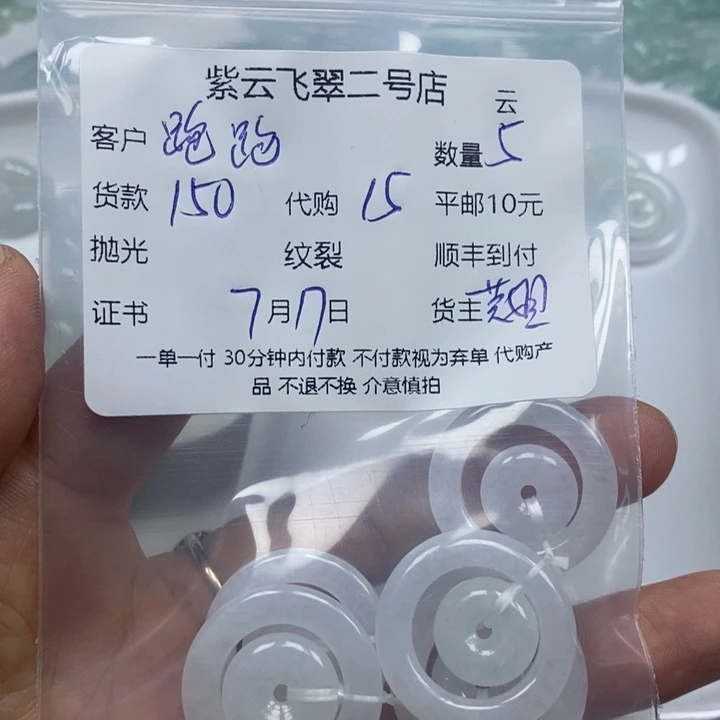 紫云飞翠二号店
云
客户 跑跑 数量 5
货款 150 代购 15 平邮10元
抛光 纹裂 顺丰到付
证书 7月17日 货主
一单一付 30分钟内付款 不付款视为弃单 代购产
品 不退不换 介意慎拍